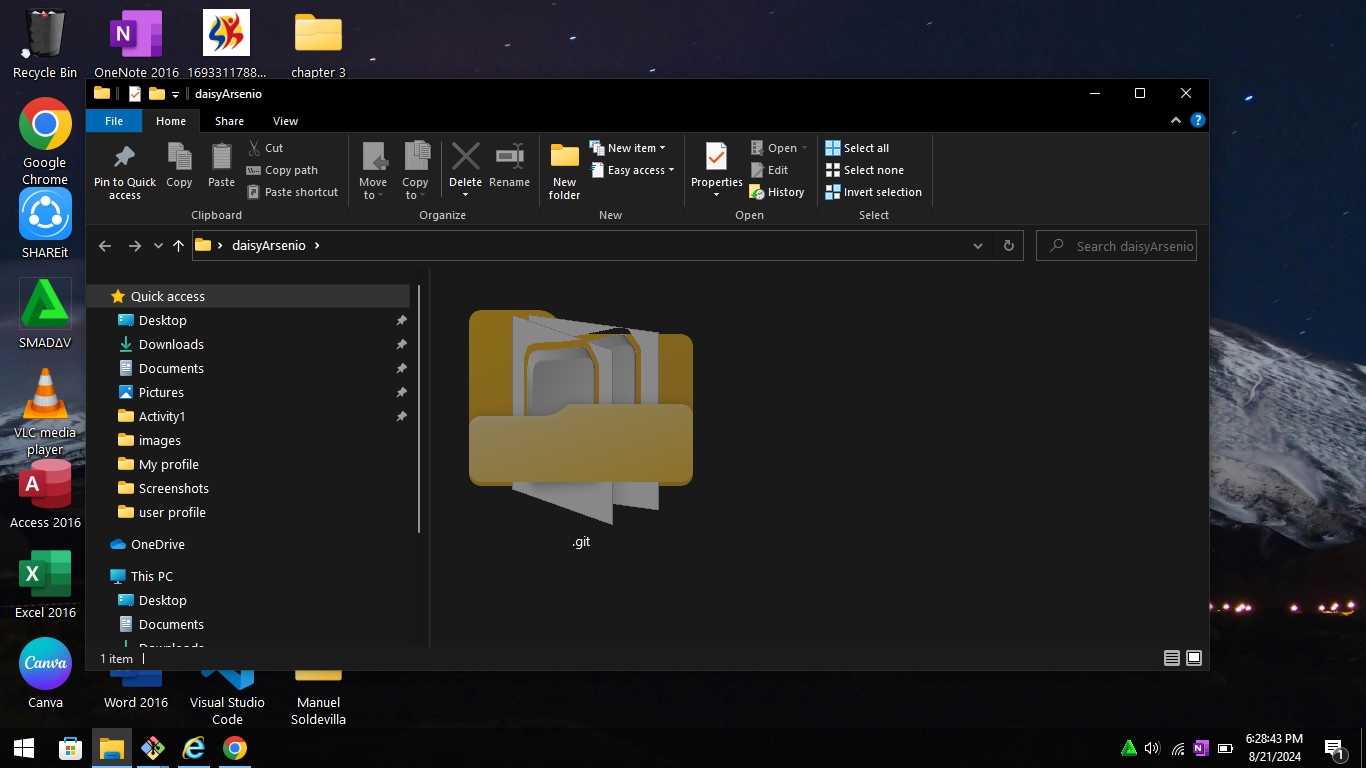 Recycle Bin
OneNote 2016
1693311788...
chapter 3
Google
Chrome
SHAREit
SMADAV
VLC media
player
Access 2016
Excel 2016
Canva
Canva
daisyArsenio
File
Home
Share
View
Pin to Quick
access
Copy
Paste
Cut
Copy path
Paste shortcut
Clipboard
Move
to
Copy
to
Delete
Rename
Organize
New
folder
New item
Easy access
New
Properties
Open
Edit
History
Open
Select all
Select none
Invert selection
Select
daisyArsenio
Search daisyArsenio
Quick access
Desktop
Downloads
Documents
Pictures
Activity1
images
My profile
Screenshots
user profile
OneDrive
This PC
Desktop
Documents
Downloads
.git
1 item
Word 2016
Visual Studio
Code
Manuel
Soldevilla
6:28:43 PM
8/21/2024
1